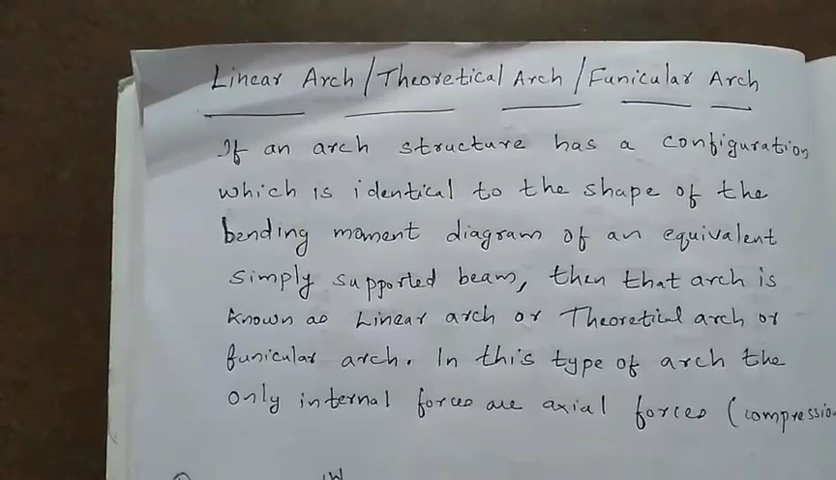 Linear Arch / Theoretical Arch / Funicular Arch
If an arch structure has a configuration
which is identical to the shape of the
bending moment diagram of an equivalent
simply supported beam, then that arch is
known as Linear arch or Theoretical arch or
funicular arch. In this type of arch the
only internal forces are axial forces (compression
W